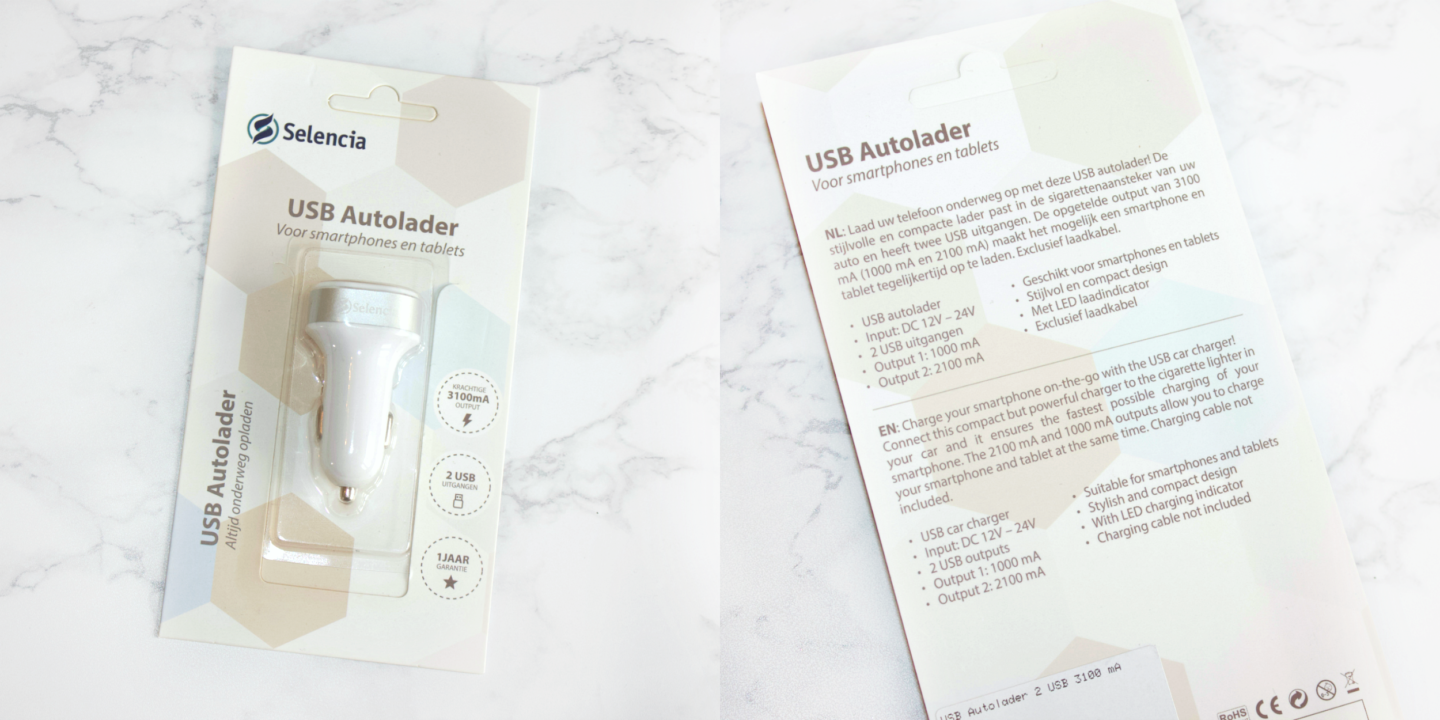 Selencia
USB Autolader
Voor smartphones en tablets
Selenc
KRACHTIGE
3100mA
OUTPUT
2 USB
UITGANGEN
1JAAR
GARANTIE
USB Autolader
Altijd onderweg opladen
USB Autolader
Voor smartphones en tablets
NL: Laad uw telefoon onderweg op met deze USB autolader! De
stijlvolle en compacte lader past in de sigarettenaansteker van uw
auto en heeft twee USB uitgangen. De opgetelde output van 3100
mA (1000 mA en 2100 mA) maakt het mogelijk een smartphone en
tablet tegelijkertijd op te laden. Exclusief laadkabel.
• USB autolader
• Input: DC 12V – 24V
• 2 USB uitgangen
• Output 1: 1000 mA
• Output 2: 2100 mA
• Geschikt voor smartphones en tablets
• Stijlvol en compact design
• Met LED laadindicator
• Exclusief laadkabel
EN: Charge your smartphone on-the-go with the USB car charger!
Connect this compact but powerful charger to the cigarette lighter in
your car and it ensures the fastest possible charging of your
smartphone. The 2100 mA and 1000 mA outputs allow you to charge
your smartphone and tablet at the same time. Charging cable not
included.
• USB car charger
• Input: DC 12V – 24V
• 2 USB outputs
• Output 1: 1000 mA
• Output 2: 2100 mA
• Suitable for smartphones and tablets
• Stylish and compact design
• With LED charging indicator
• Charging cable not included
USB Autolader 2 USB 3100 mA
RoHS CE